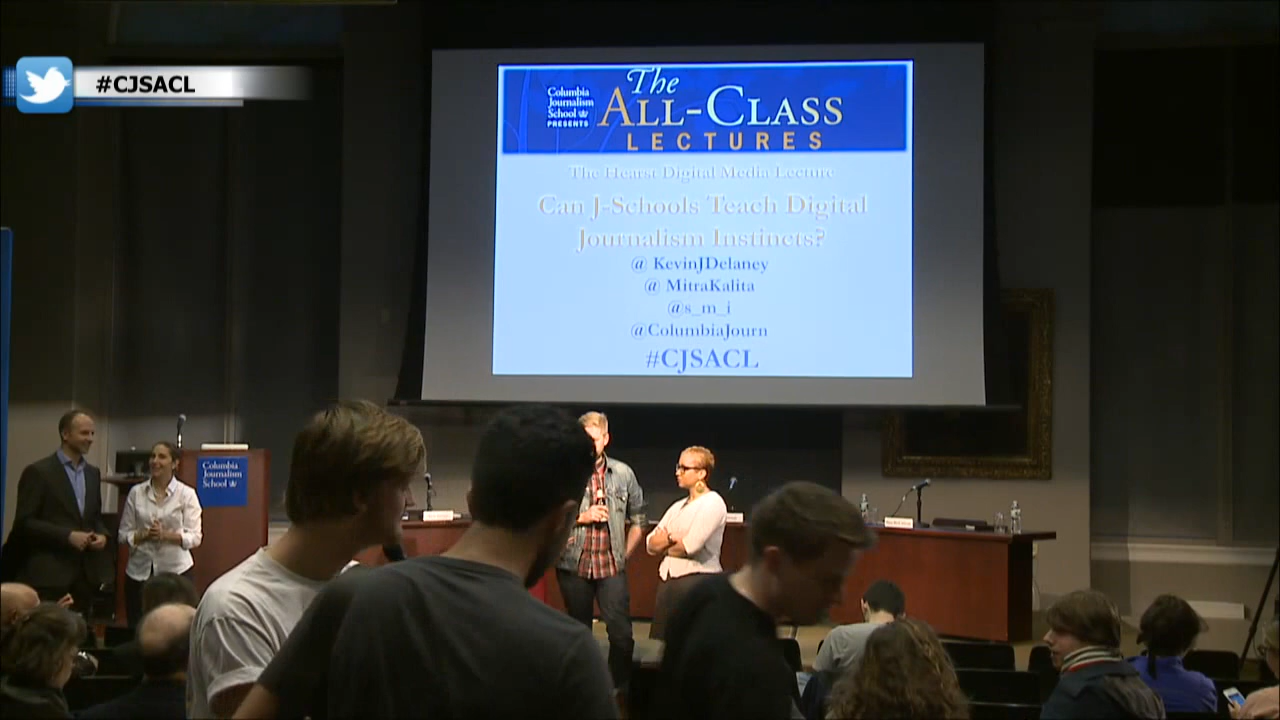 #CJSACL
Columbia
Journalism
School
PRESENTS
The
ALL-CLASS
LECTURES
The Hearst Digital Media Lecture
Can J-Schools Teach Digital
Journalism Instincts?
@ KevinJDelaney
@ MitraKalita
@s_m_i
@ColumbiaJourn
#CJSACL
Columbia
Journalism
School